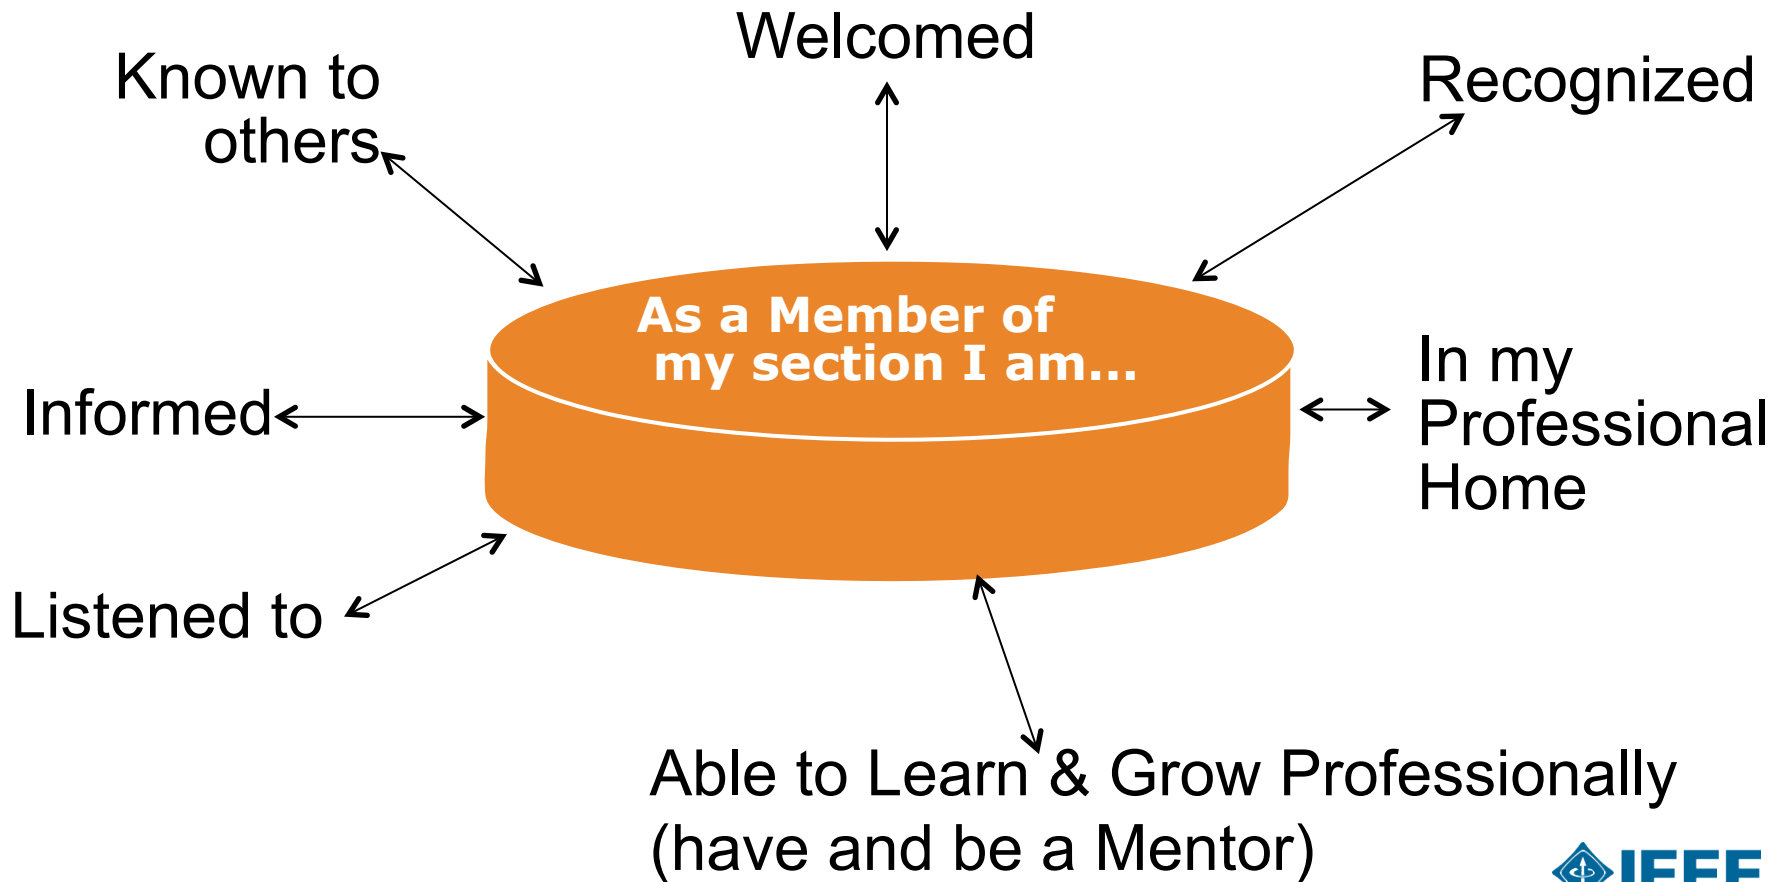 Welcomed
Known to
others
Recognized
As a Member of
my section I am...
In my
Professional
Home
Informed
Listened to
Able to Learn & Grow Professionally
(have and be a Mentor)
IEEE